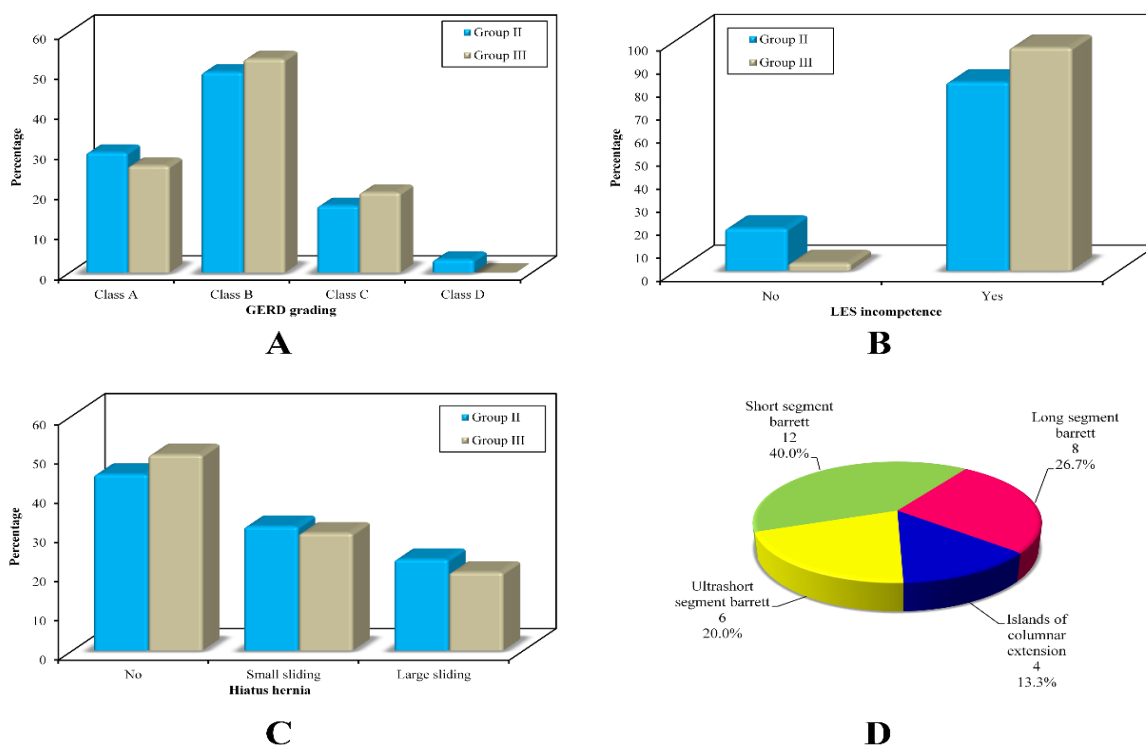 60
50
40
30
20
10
0
Percentage
Group II
Group III
Class A
Class B
Class C
Class D
GERD grading
A
100
90
80
70
60
50
40
30
20
10
0
Percentage
Group II
Group III
No
Yes
LES incompetence
B
60
50
40
30
20
10
0
Percentage
Group II
Group III
No
Small sliding
Large sliding
Hiatus hernia
C
Short segment
barrett
12
40.0%
Long segment
barrett
8
26.7%
Ultrashort
segment barrett
6
20.0%
Islands of
columnar
extension
4
13.3%
D